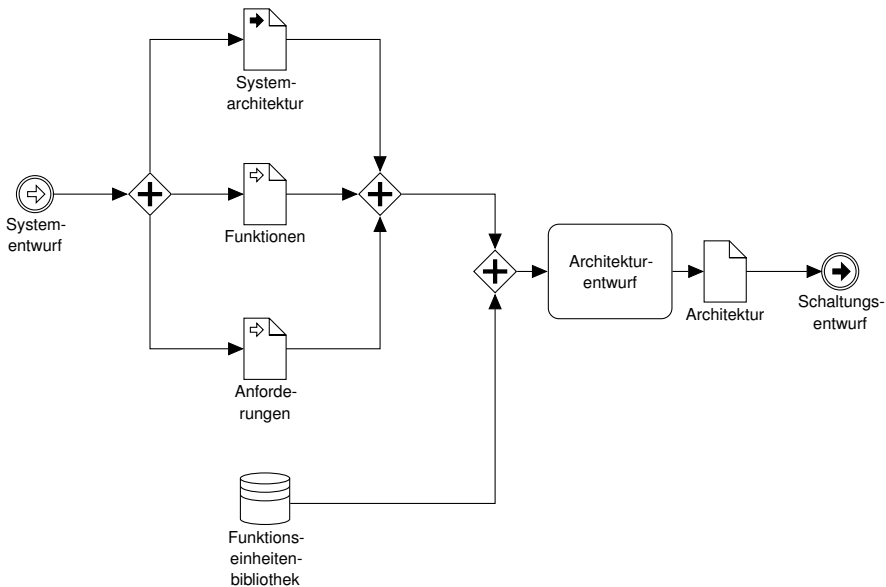 System-
architektur
System-
entwurf
Funktionen
Architektur-
entwurf
Architektur
Schaltungs-
entwurf
Anforde-
rungen
Funktions-
einheiten-
bibliothek